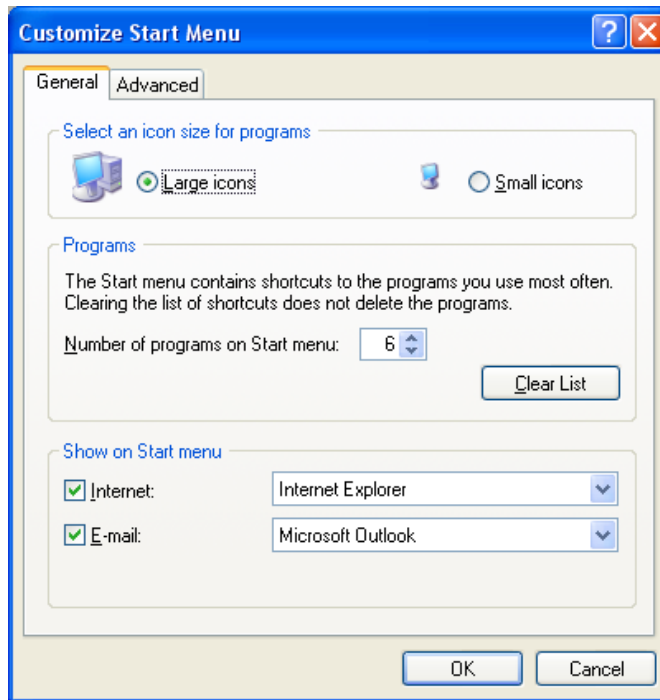 Customize Start Menu
General Advanced
Select an icon size for programs
Large icons Small icons
Programs
The Start menu contains shortcuts to the programs you use most often.
Clearing the list of shortcuts does not delete the programs.
Number of programs on Start menu: 6
Clear List
Show on Start menu
Internet: Internet Explorer
E-mail: Microsoft Outlook
OK Cancel